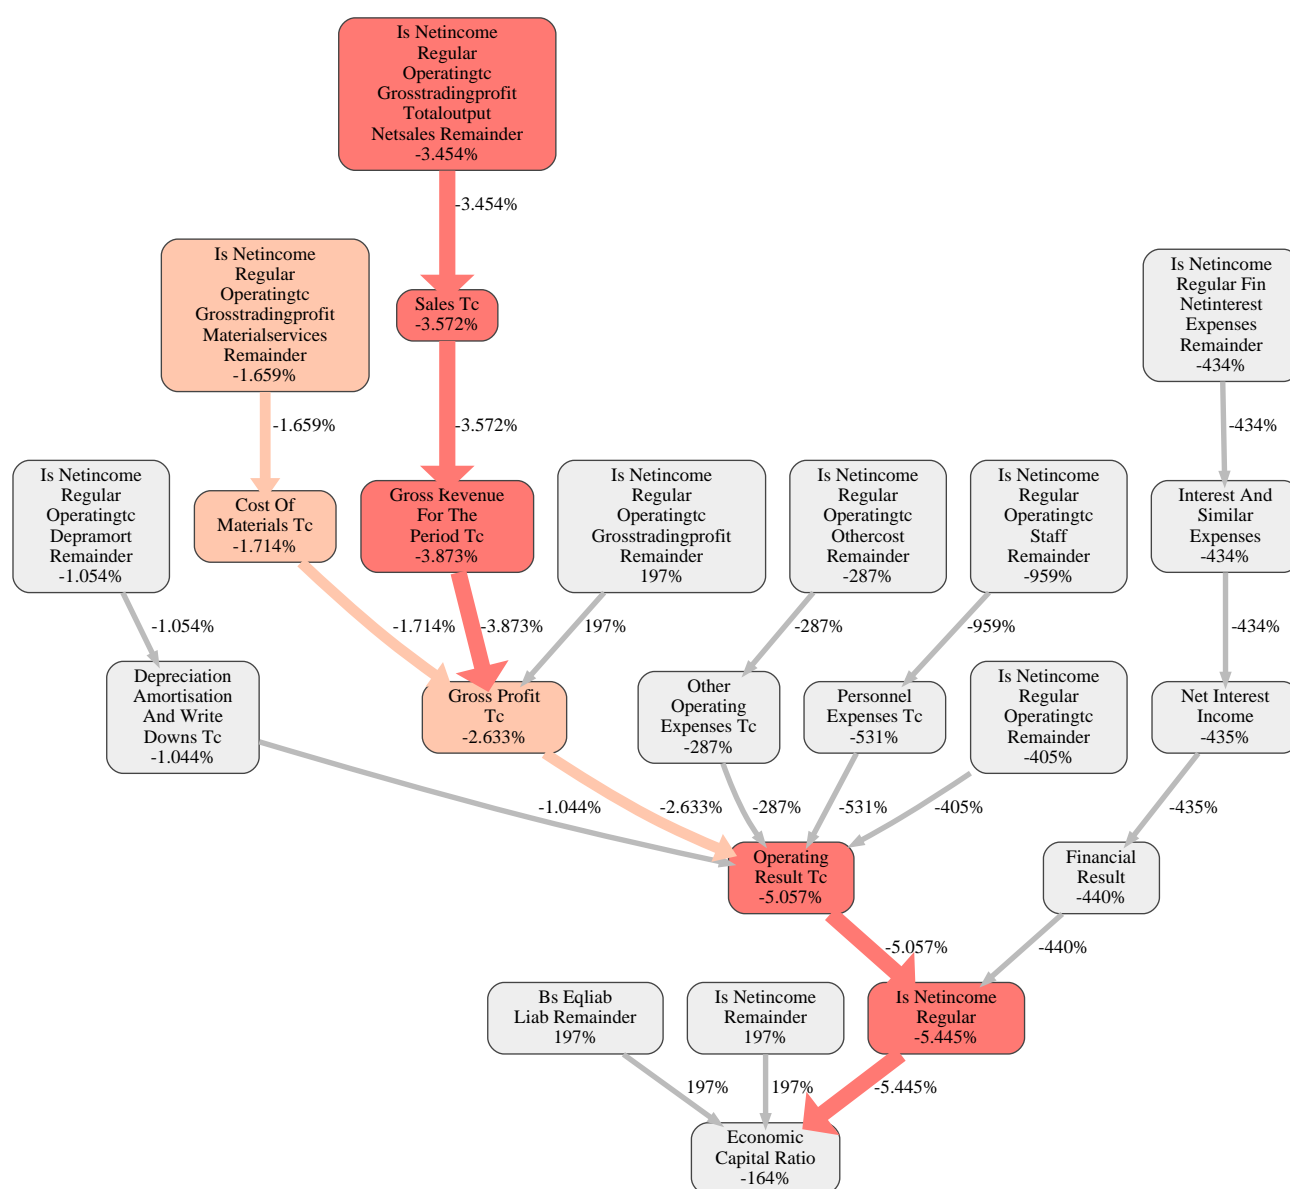 Is Netincome
Regular
Operatingtc
Grosstradingprofit
Totaloutput
Netsales Remainder
-3.454%
-3.454%
Is Netincome
Regular
Operatingtc
Grosstradingprofit
Materialservices
Remainder
-1.659%
Sales Tc
-3.572%
Is Netincome
Regular Fin
Netinterest
Expenses
Remainder
-434%
-1.659%
-3.572%
-434%
Is Netincome
Regular
Operatingtc
Depramort
Remainder
-1.054%
Cost Of
Materials Tc
-1.714%
Gross Revenue
For The
Period Tc
-3.873%
Is Netincome
Regular
Operatingtc
Grosstradingprofit
Remainder
197%
Is Netincome
Regular
Operatingtc
Othercost
Remainder
-287%
Is Netincome
Regular
Operatingtc
Staff
Remainder
-959%
Interest And
Similar
Expenses
-434%
-1.054%
-1.714%
-3.873%
197%
-287%
-959%
-434%
Depreciation
Amortisation
And Write
Downs Tc
-1.044%
Gross Profit
Tc
-2.633%
Other
Operating
Expenses Tc
-287%
Personnel
Expenses Tc
-531%
Is Netincome
Regular
Operatingtc
Remainder
-405%
Net Interest
Income
-435%
-1.044%
-2.633%
-287%
-531%
-405%
-435%
Operating
Result Tc
-5.057%
Financial
Result
-440%
-5.057%
-440%
Bs Eqliab
Liab Remainder
197%
Is Netincome
Remainder
197%
Is Netincome
Regular
-5.445%
197%
197%
-5.445%
Economic
Capital Ratio
-164%